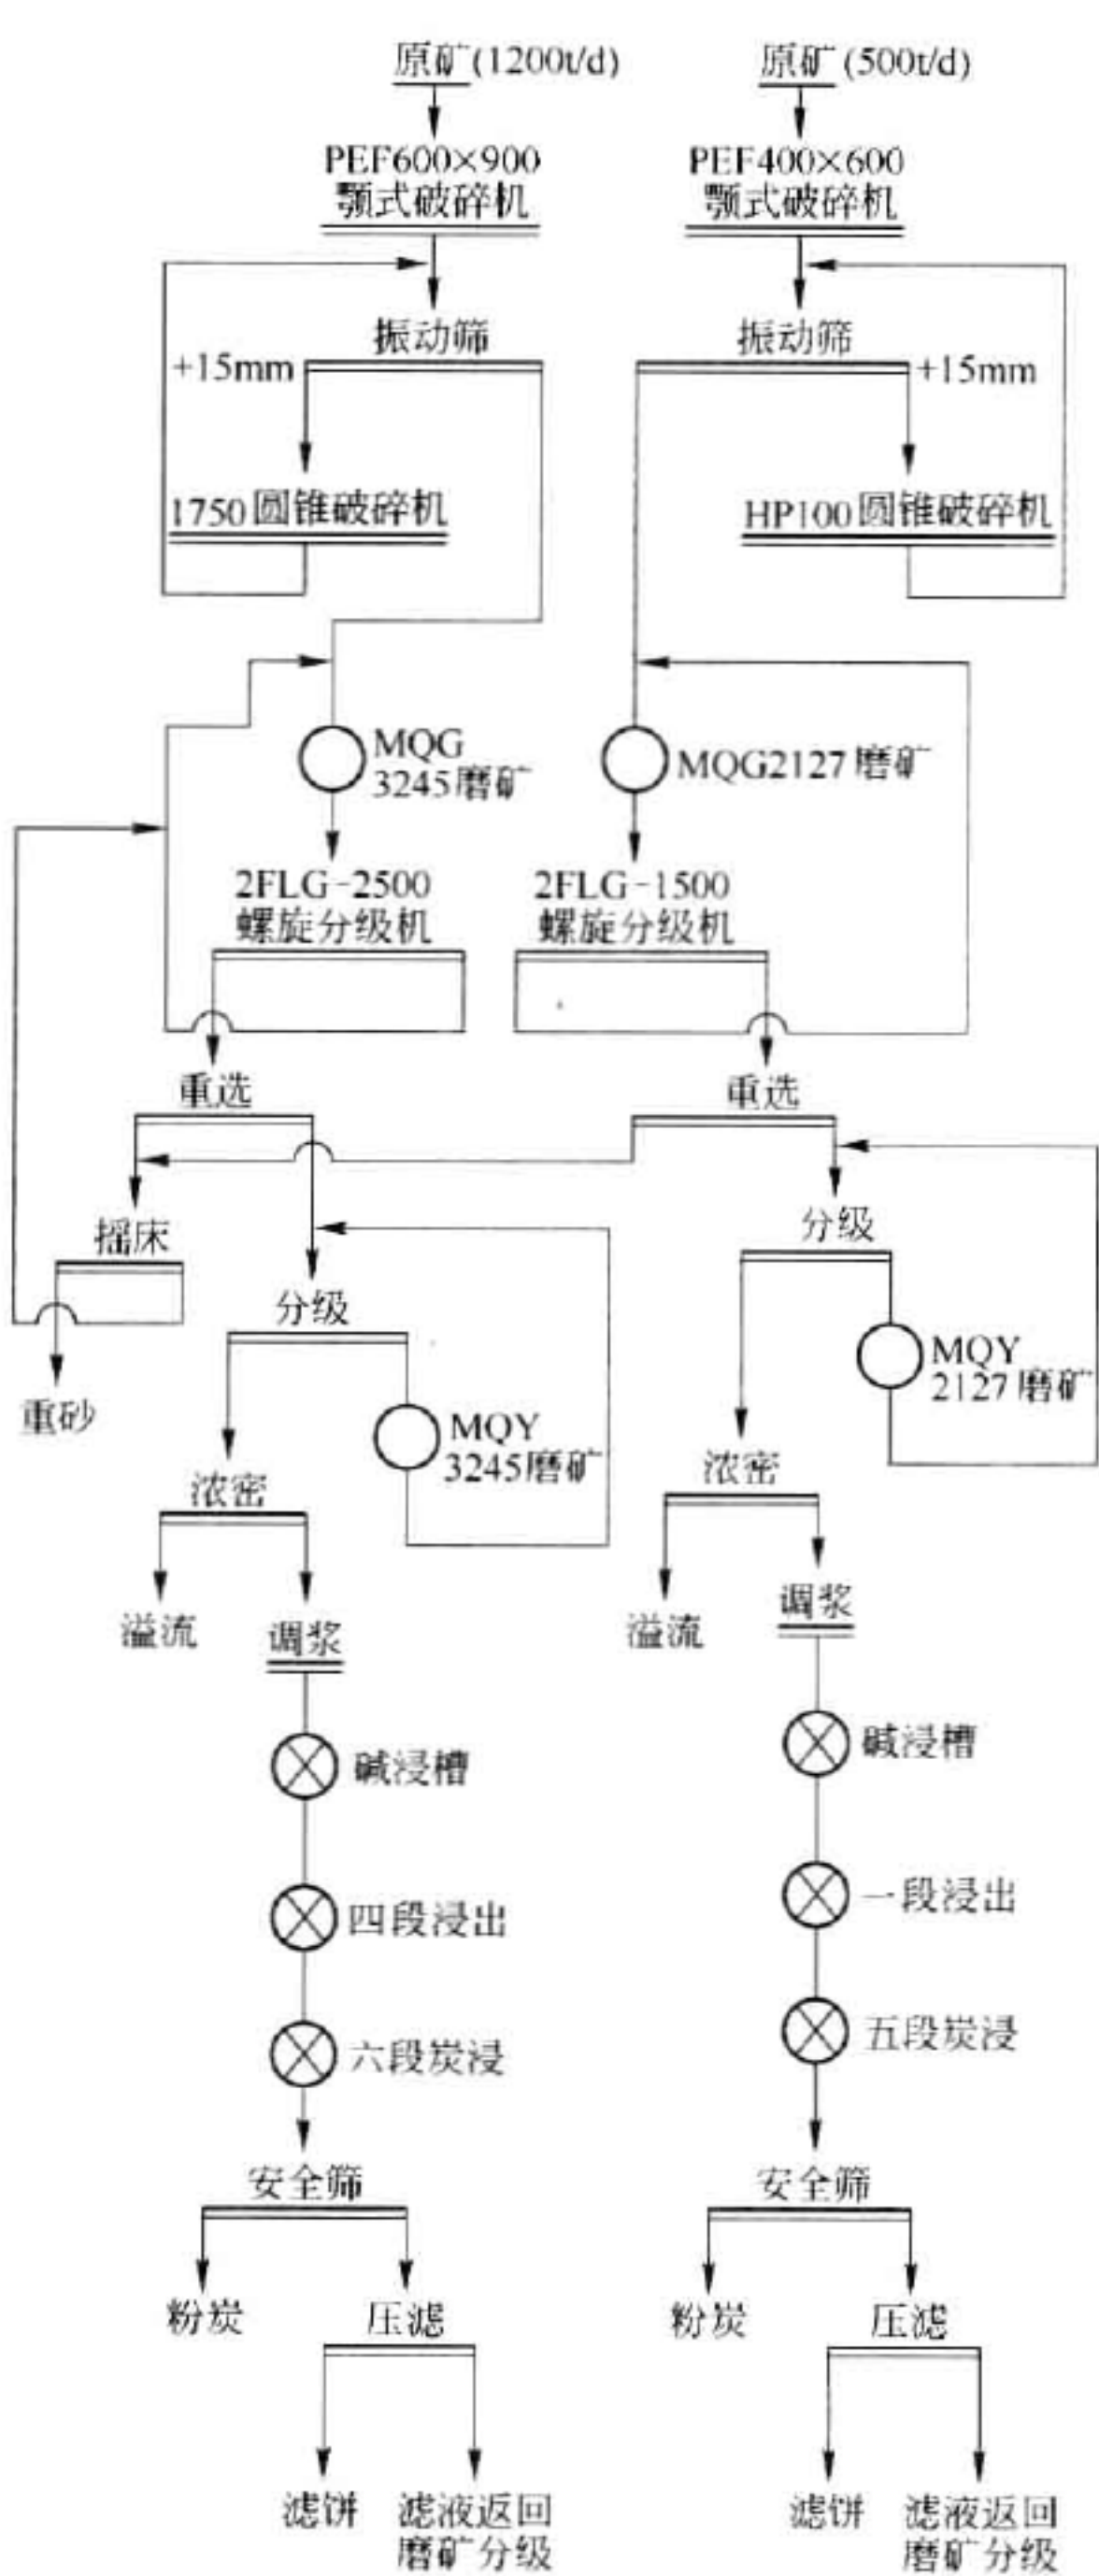 原矿(1200t/d)
原矿(500t/d)
PEF600×900
颚式破碎机
PEF400×600
颚式破碎机
振动筛
振动筛
+15mm
+15mm
1750圆锥破碎机
HP100圆锥破碎机
MQG
3245磨矿
MQG2127磨矿
2FLG-2500
螺旋分级机
2FLG-1500
螺旋分级机
重选
重选
摇床
分级
分级
重砂
MQY
2127磨矿
MQY
3245磨矿
浓密
浓密
溢流
调浆
溢流
调浆
碱浸槽
碱浸槽
四段浸出
一段浸出
六段炭浸
五段炭浸
安全筛
安全筛
粉炭
压滤
粉炭
压滤
滤饼
滤液返回
磨矿分级
滤饼
滤液返回
磨矿分级